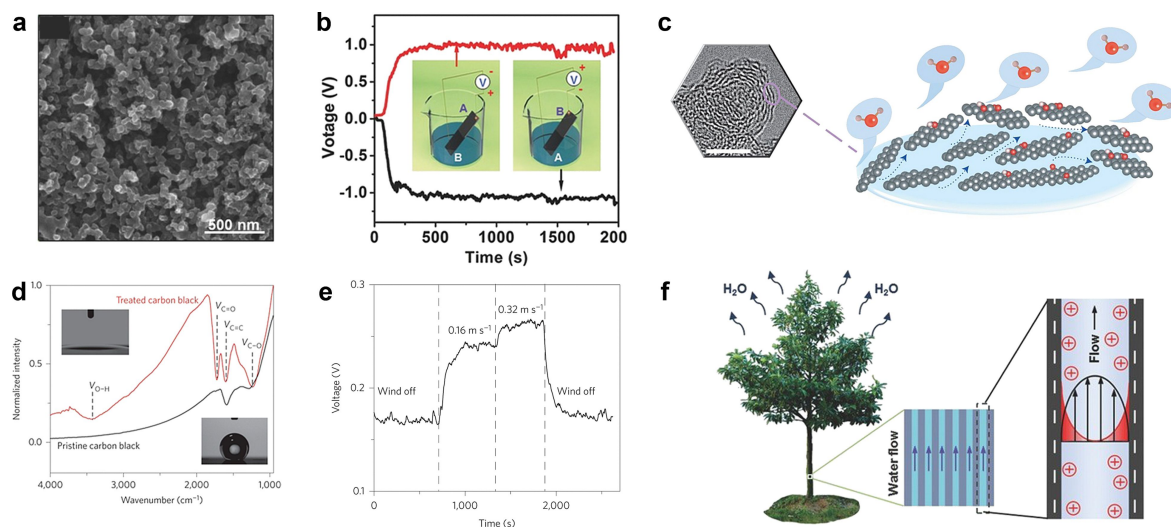 a
500 nm
b
Votage (V)
1.0
0.5
0.0
-0.5
-1.0
0
500
1000
1500
200
Time (s)
V
-
+
A
B
V
+
-
B
A
c
d
Normalized intensity
1.0
0.5
0.0
Treated carbon black
VC=O
VC=C
VC–O
VO–H
Pristine carbon black
4,000
3,000
2,000
1,000
Wavenumber (cm⁻¹)
e
Voltage (V)
0.3
0.2
0.1
Wind off
0.16 m s⁻¹
0.32 m s⁻¹
Wind off
0
1,000
2,000
Time (s)
f
H₂O
H₂O
Water flow
Flow